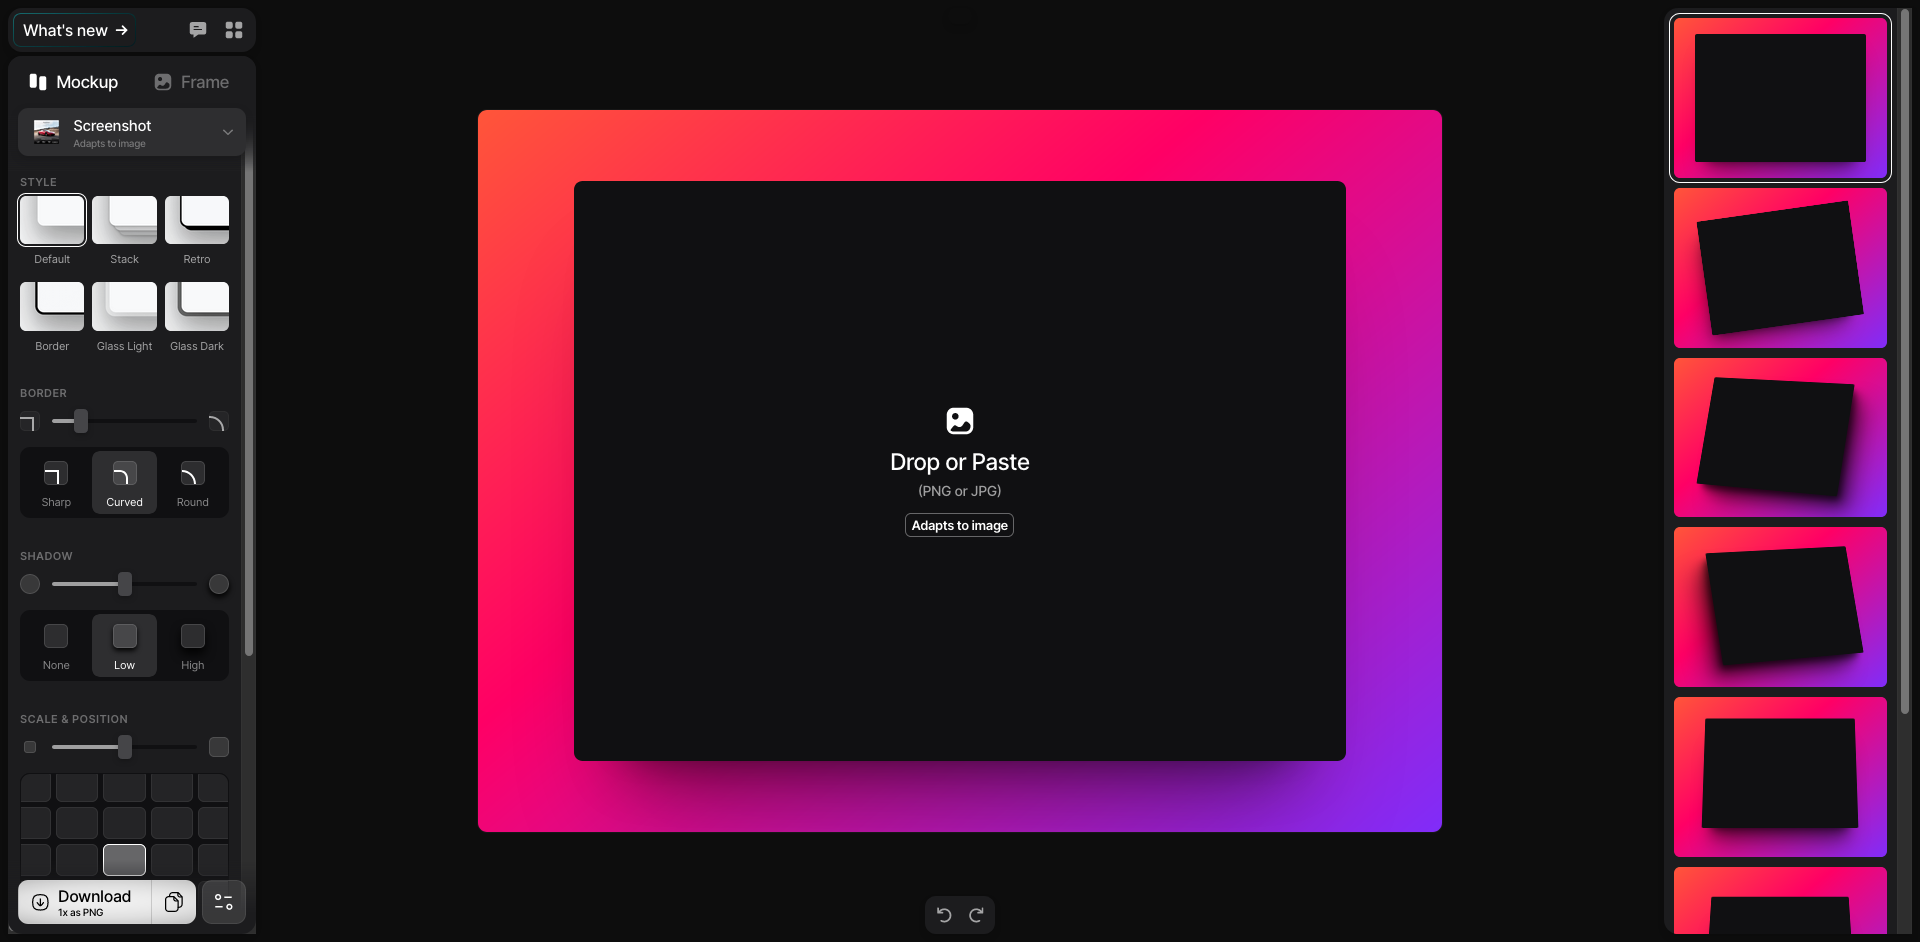 What's new →
Mockup
Frame
Screenshot
Adapts to image
STYLE
Default
Stack
Retro
Border
Glass Light
Glass Dark
BORDER
Sharp
Curved
Round
SHADOW
None
Low
High
SCALE & POSITION
Download
1x as PNG
Drop or Paste
(PNG or JPG)
Adapts to image